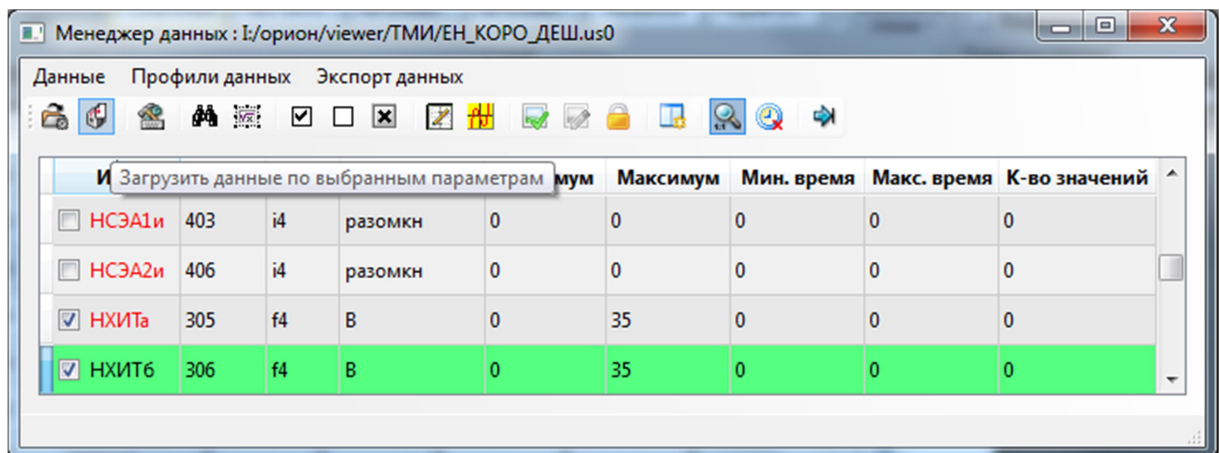 Менеджер данных : I:/орион/viewer/ТМИ/ЕН_КОРО_ДЕШ.us0
Данные Профили данных Экспорт данных
И Загрузить данные по выбранным параметрам мум Максимум Мин. время Макс. время К-во значений
НСЭА1и 403 i4 разомкн 0 0 0 0 0
НСЭА2и 406 i4 разомкн 0 0 0 0 0
НХИТа 305 f4 В 0 35 0 0 0
НХИТб 306 f4 В 0 35 0 0 0